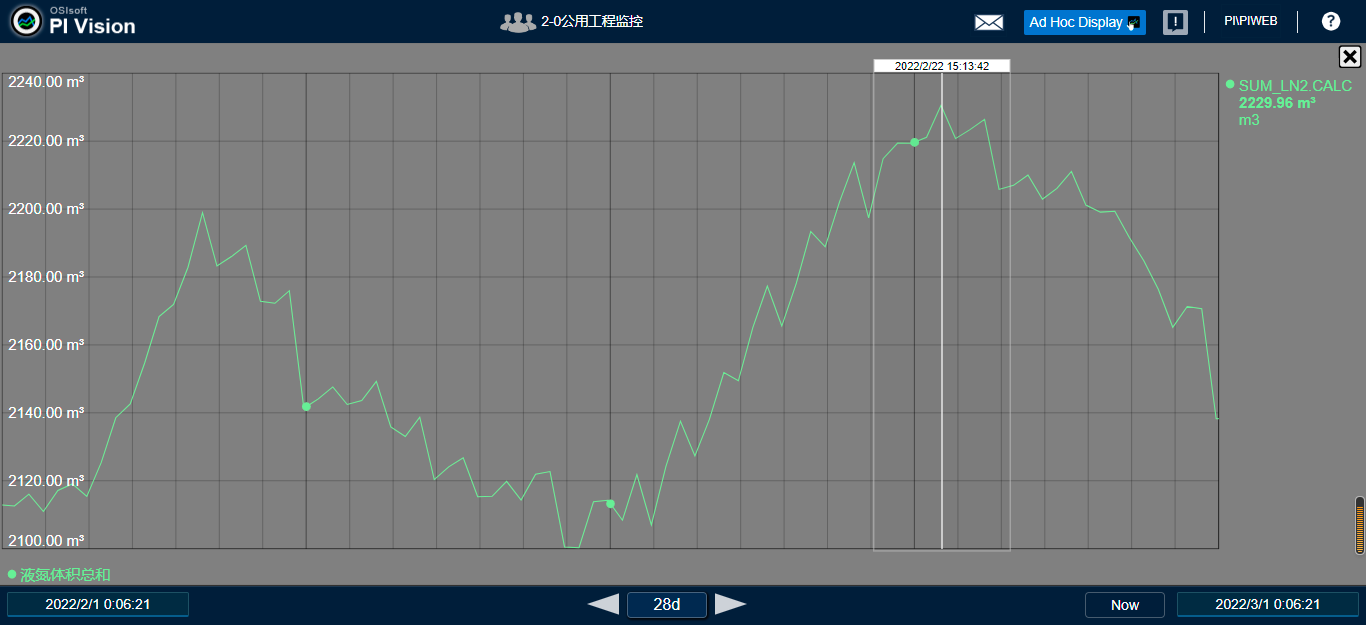 OSIsoft
PI Vision
2-0公用工程监控
Ad Hoc Display
PI\PIWEB
?
2022/2/22 15:13:42
2240.00 m³
2220.00 m³
2200.00 m³
2180.00 m³
2160.00 m³
2140.00 m³
2120.00 m³
2100.00 m³
SUM_LN2.CALC
2229.96 m³
m3
液氮体积总和
2022/2/1 0:06:21
28d
Now
2022/3/1 0:06:21